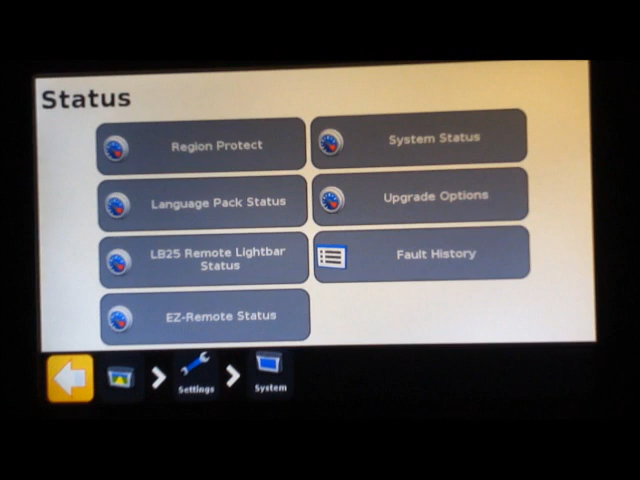 Status
Region Protect
System Status
Language Pack Status
Upgrade Options
LB25 Remote Lightbar
Status
Fault History
EZ-Remote Status
Settings
System